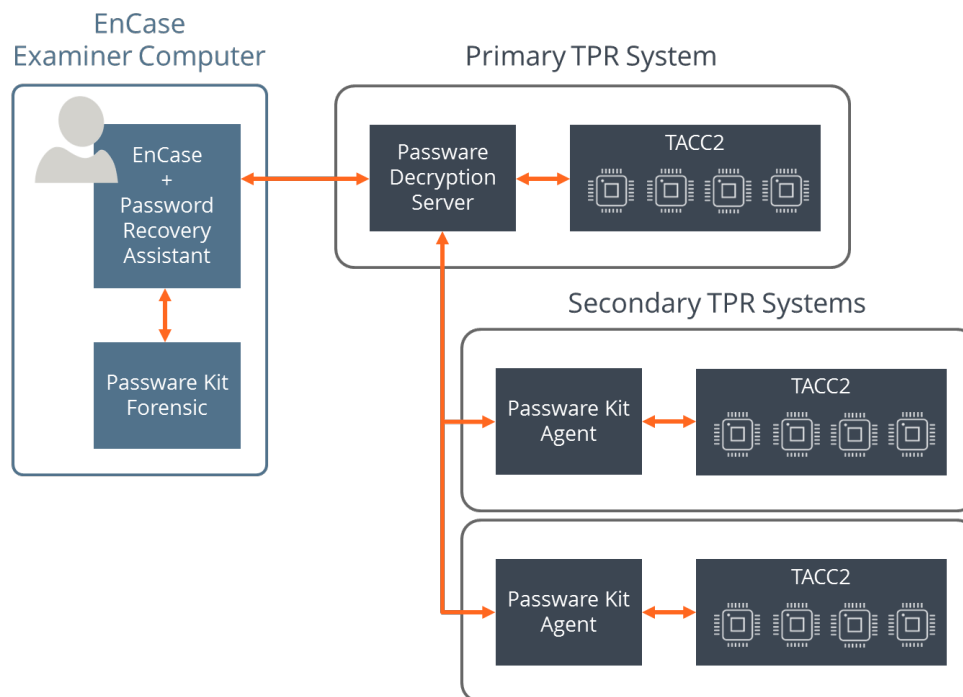 EnCase
Examiner Computer
EnCase
+
Password
Recovery
Assistant
Passware Kit
Forensic
Primary TPR System
Passware
Decryption
Server
TACC2
Secondary TPR Systems
Passware Kit
Agent
TACC2
Passware Kit
Agent
TACC2